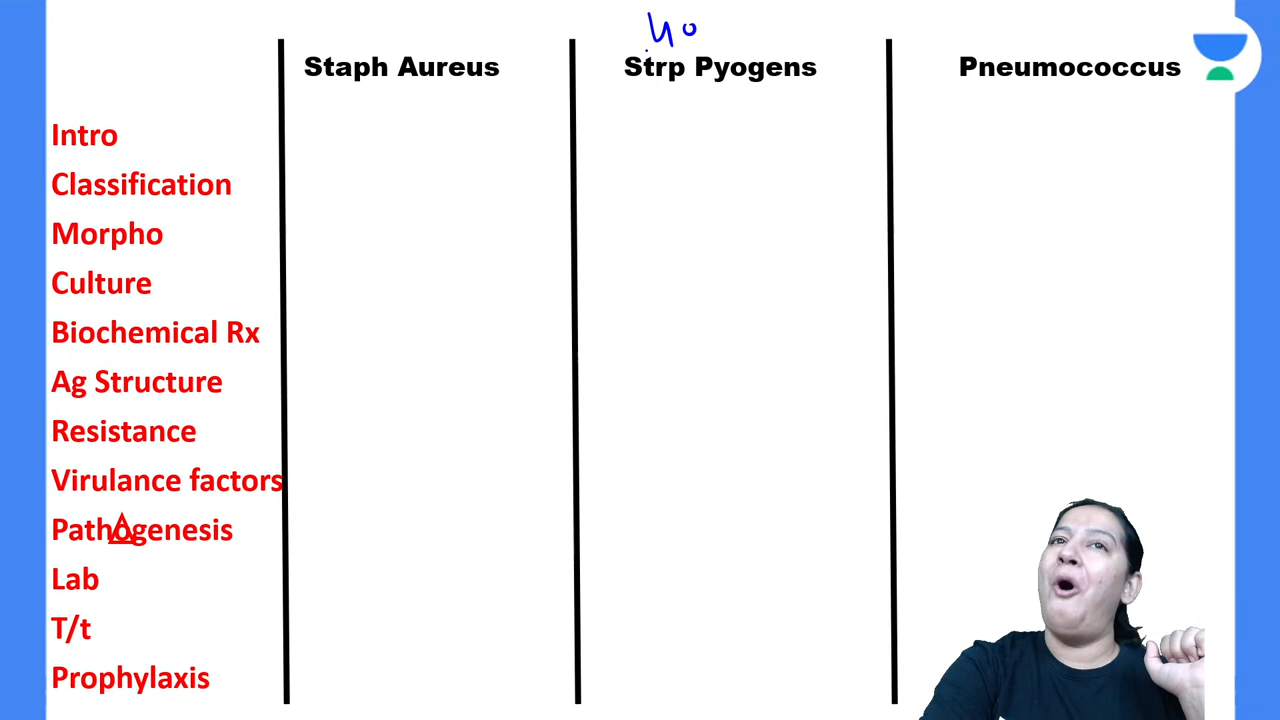 40
Staph Aureus Strp Pyogens Pneumococcus
Intro
Classification
Morpho
Culture
Biochemical Rx
Ag Structure
Resistance
Virulance factors
Pathogenesis
Lab
T/t
Prophylaxis